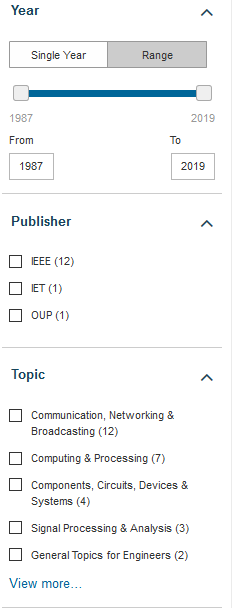 Year
Single Year Range
1987 2019
From To
1987 2019
Publisher
IEEE (12)
IET (1)
OUP (1)
Topic
Communication, Networking &
Broadcasting (12)
Computing & Processing (7)
Components, Circuits, Devices &
Systems (4)
Signal Processing & Analysis (3)
General Topics for Engineers (2)
View more...